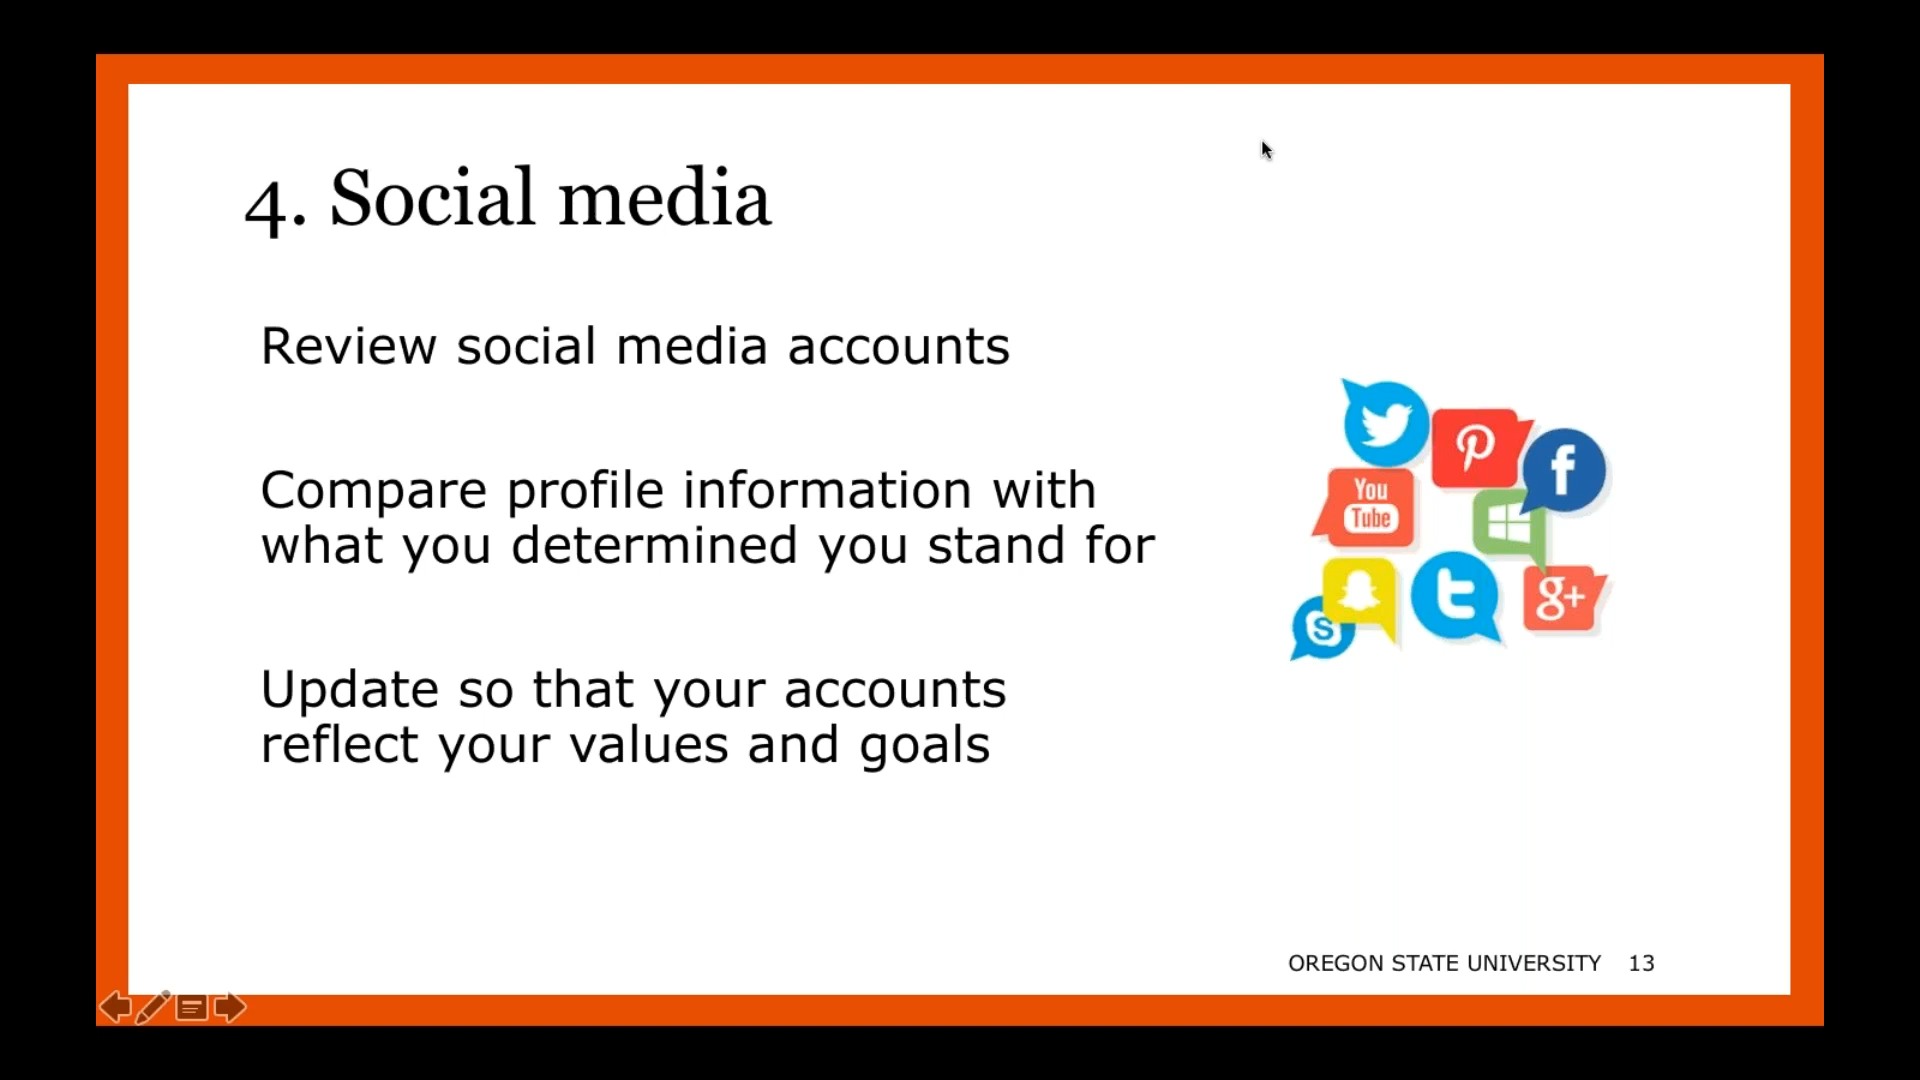 4. Social media
Review social media accounts
Compare profile information with
what you determined you stand for
Update so that your accounts
reflect your values and goals
You
Tube
g+
OREGON STATE UNIVERSITY 13